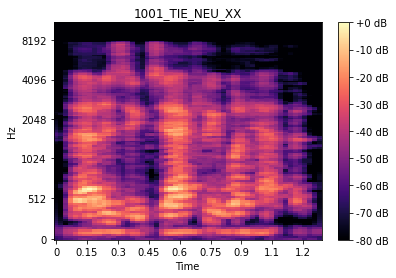 1001_TIE_NEU_XX
Hz
8192
4096
2048
1024
512
0
0 0.15 0.3 0.45 0.6 0.75 0.9 1.1 1.2
Time
+0 dB
-10 dB
-20 dB
-30 dB
-40 dB
-50 dB
-60 dB
-70 dB
-80 dB